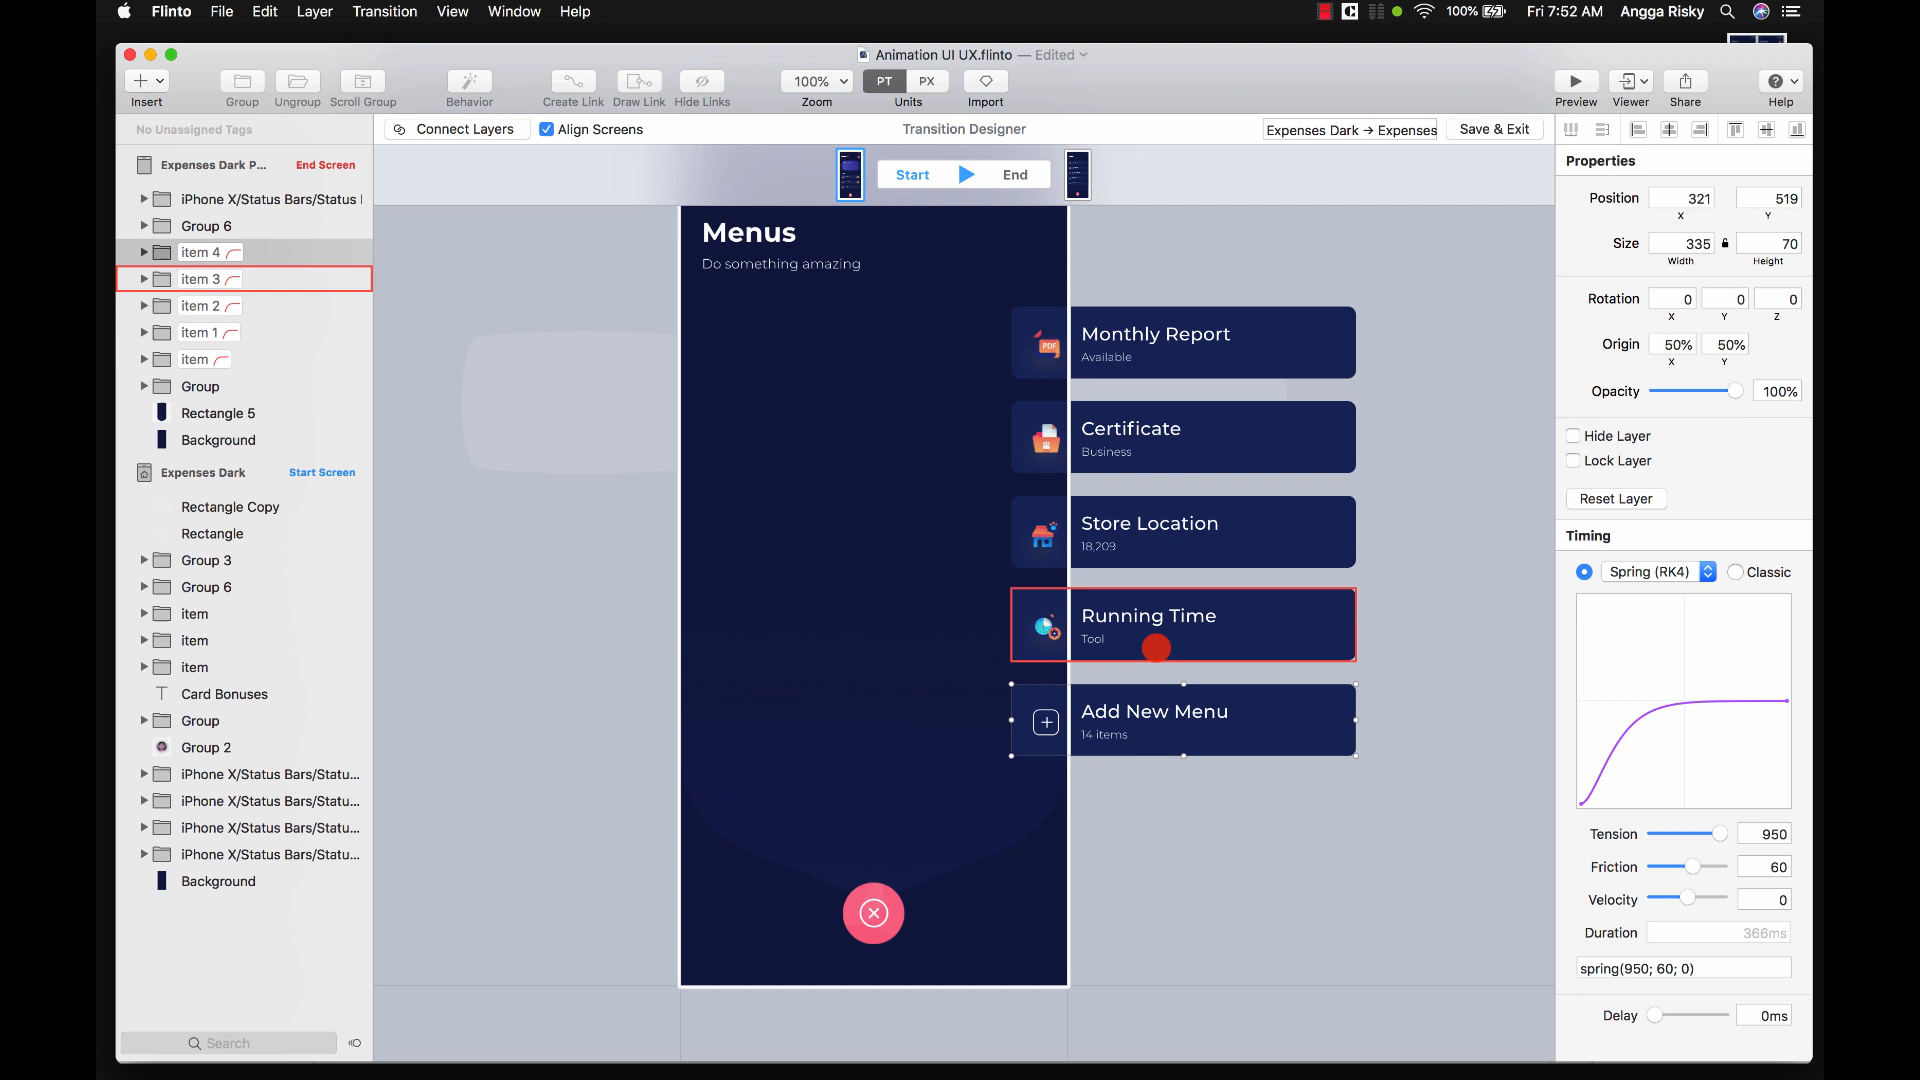 Flinto File Edit Layer Transition View Window Help
100% Fri 7:52 AM Angga Risky
Animation UI UX.flinto — Edited
100% PT PX
Insert Group Ungroup Scroll Group Behavior Create Link Draw Link Hide Links Zoom Units Import Preview Viewer Share Help
No Unassigned Tags
Connect Layers Align Screens Transition Designer Expenses Dark → Expenses Save & Exit
Start End
Expenses Dark P... End Screen
iPhone X/Status Bars/Status
Group 6
item 4
item 3
item 2
item 1
item
Group
Rectangle 5
Background
Expenses Dark Start Screen
Rectangle Copy
Rectangle
Group 3
Group 6
item
item
item
Card Bonuses
Group
Group 2
iPhone X/Status Bars/Statu...
iPhone X/Status Bars/Statu...
iPhone X/Status Bars/Statu...
iPhone X/Status Bars/Statu...
Background
Search
Menus
Do something amazing
PDF
Monthly Report
Available
Certificate
Business
Store Location
18,209
Running Time
Tool
Add New Menu
14 items
Properties
Position 321 519
X Y
Size 335 70
Width Height
Rotation 0 0 0
X Y Z
Origin 50% 50%
X Y
Opacity 100%
Hide Layer
Lock Layer
Reset Layer
Timing
Spring (RK4) Classic
Tension 950
Friction 60
Velocity 0
Duration 366ms
spring(950; 60; 0)
Delay 0ms